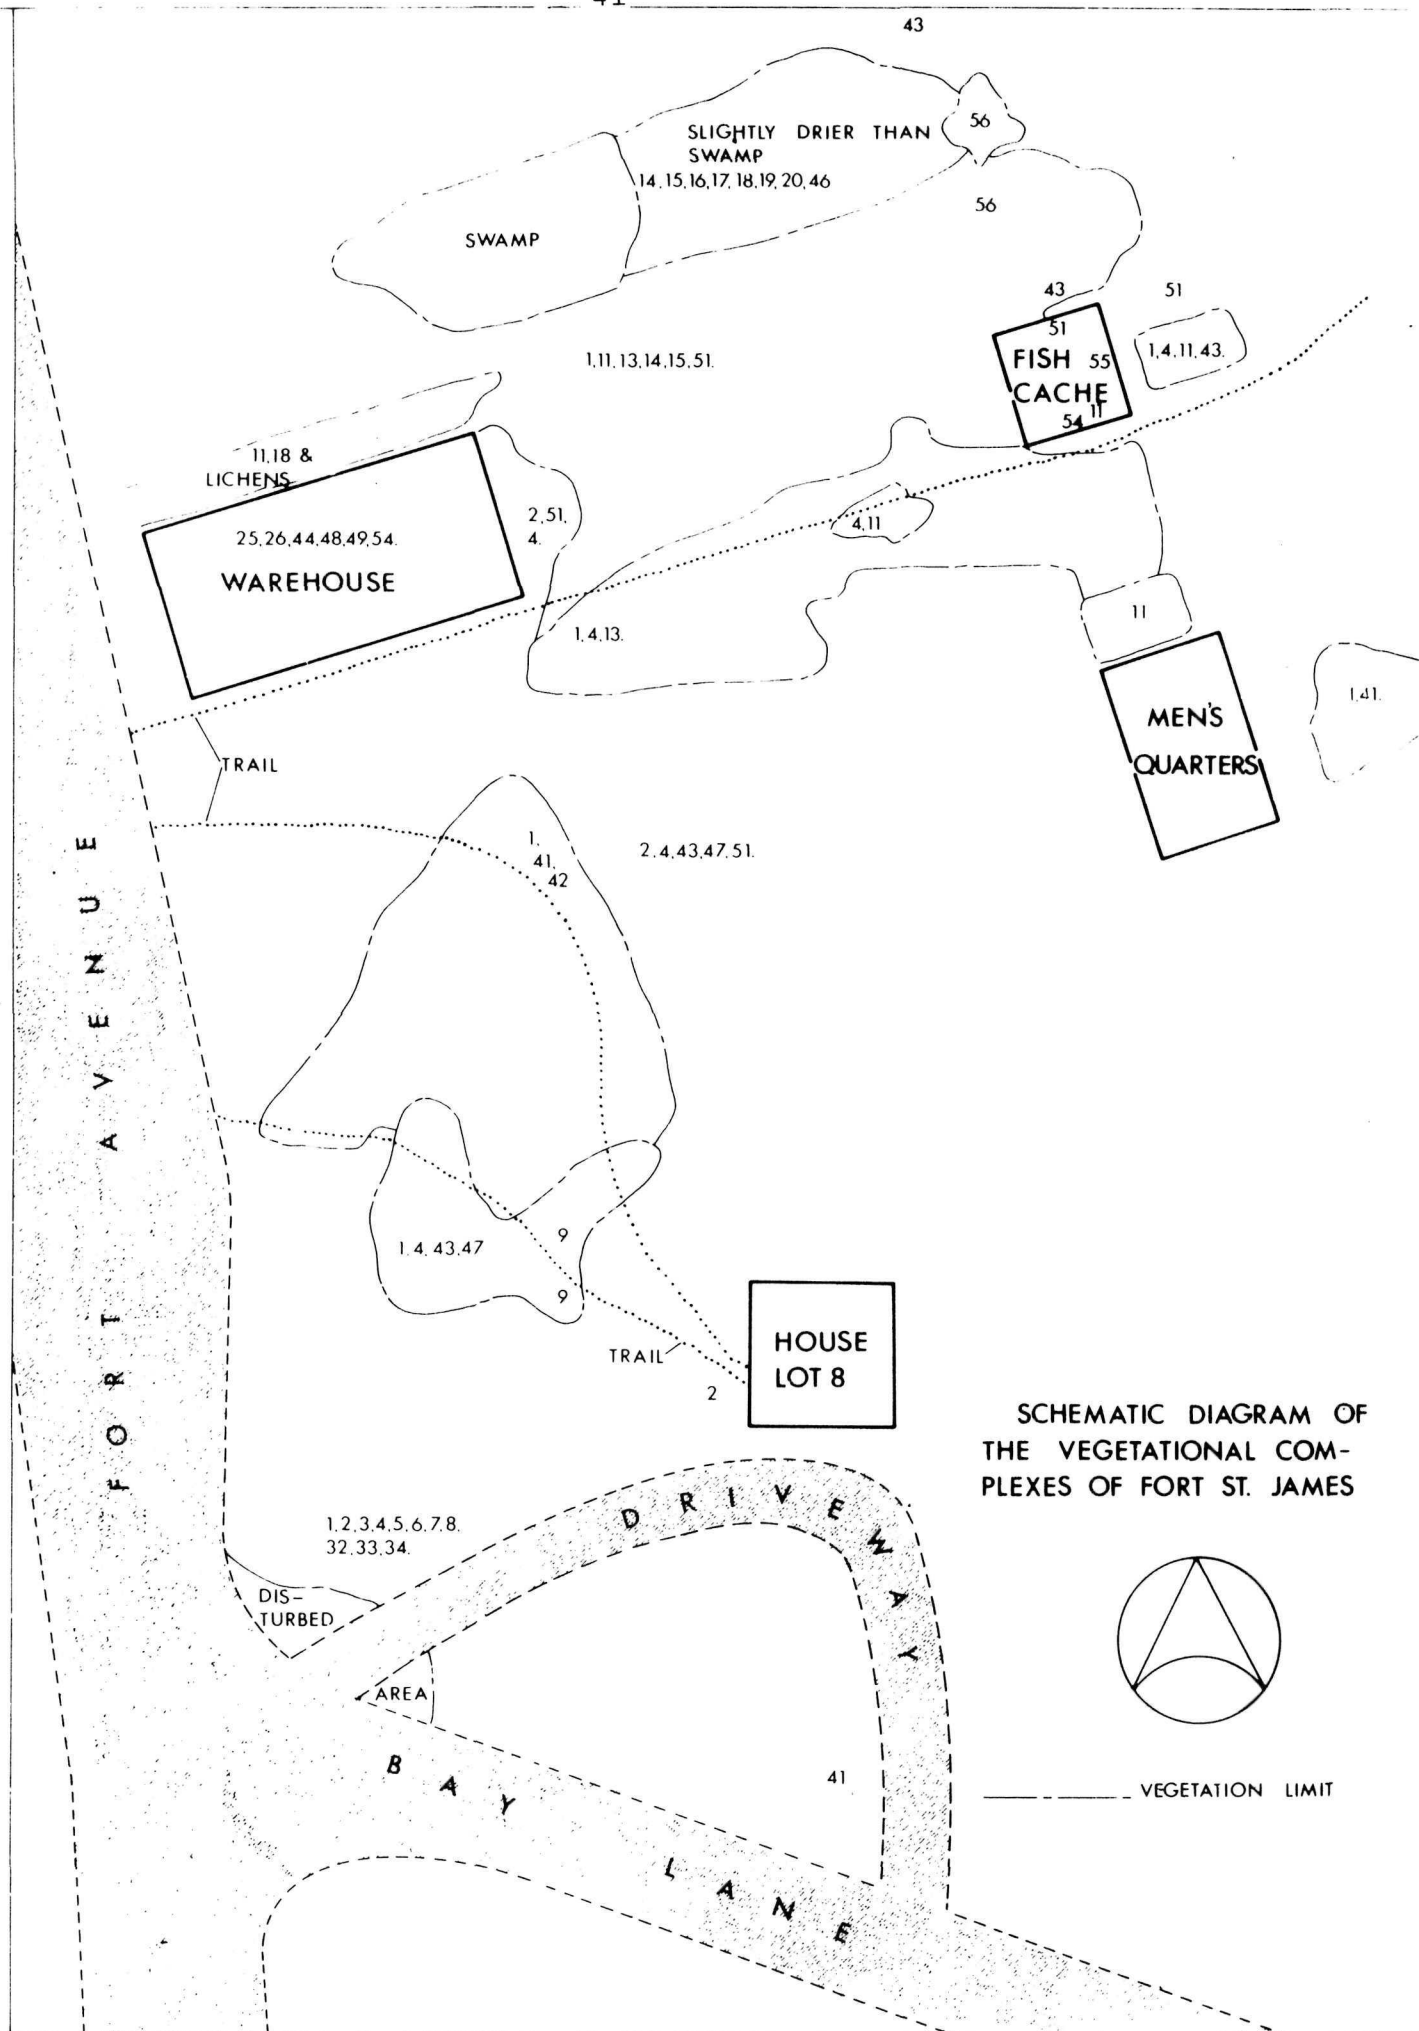 41
43
56
SLIGHTLY DRIER THAN
SWAMP
14,15,16,17,18,19,20,46
56
SWAMP
43
51
51
1,11,13,14,15,51.
FISH 55
CACHE
11
54
1,4,11,43.
11,18 &
LICHENS
2,51,
4.
4,11
25,26,44,48,49,54.
WAREHOUSE
11
1,4,13.
1,41.
MEN'S
QUARTERS
TRAIL
1,
41,
42
2,4,43,47,51.
FORT AVENUE
9
1,4,43,47
9
HOUSE
LOT 8
TRAIL
2
SCHEMATIC DIAGRAM OF
THE VEGETATIONAL COM-
PLEXES OF FORT ST. JAMES
DRIVEWAY
1,2,3,4,5,6,7,8,
32,33,34.
DIS-
TURBED
AREA
BAY LANE
41
VEGETATION LIMIT